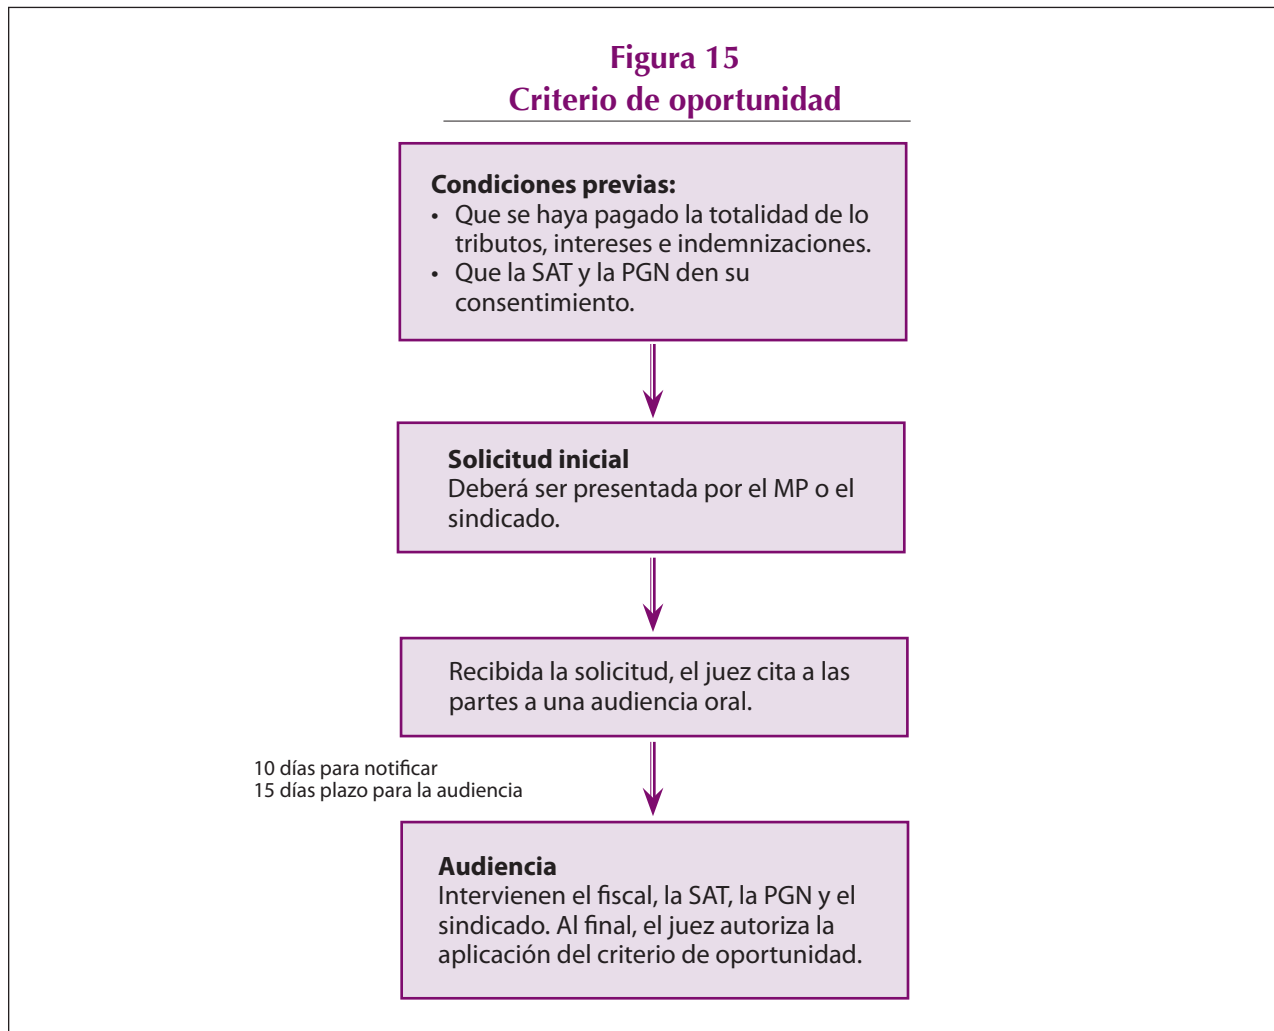 Figura 15
Criterio de oportunidad
Condiciones previas:
• Que se haya pagado la totalidad de lo
tributos, intereses e indemnizaciones.
• Que la SAT y la PGN den su
consentimiento.
Solicitud inicial
Deberá ser presentada por el MP o el
sindicado.
Recibida la solicitud, el juez cita a las
partes a una audiencia oral.
10 días para notificar
15 días plazo para la audiencia
Audiencia
Intervienen el fiscal, la SAT, la PGN y el
sindicado. Al final, el juez autoriza la
aplicación del criterio de oportunidad.